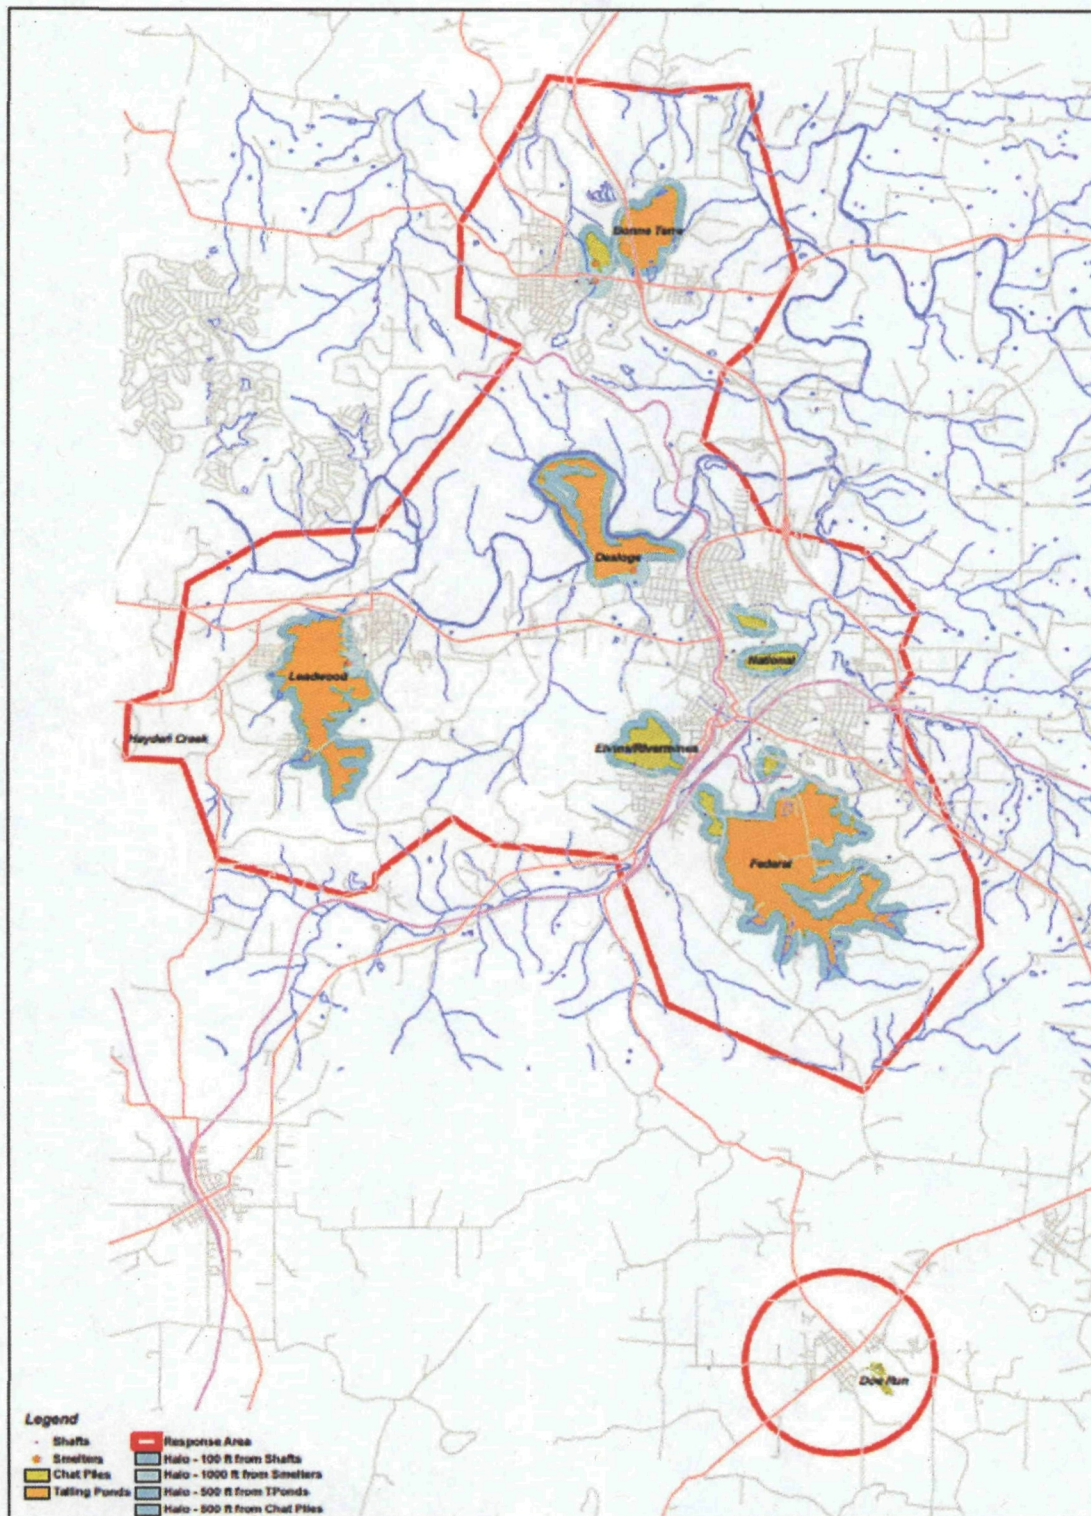 Bonne Terre
Desloge
National
Leadwood
Hayden Creek
Elvins/Rivermines
Federal
Doe Run
Legend
Shafts
Smelters
Chat Piles
Tailing Ponds
Response Area
Halo - 100 ft from Shafts
Halo - 1000 ft from Smelters
Halo - 500 ft from TPonds
Halo - 500 ft from Chat Piles